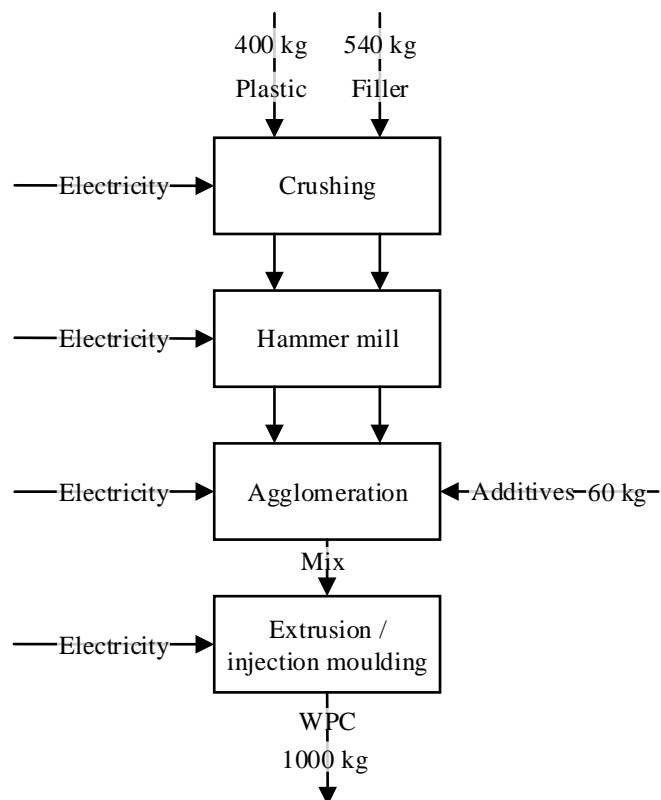 400 kg 540 kg
Plastic Filler
Electricity Crushing
Electricity Hammer mill
Electricity Agglomeration Additives 60 kg
Mix
Extrusion /
Electricity injection moulding
WPC
1000 kg